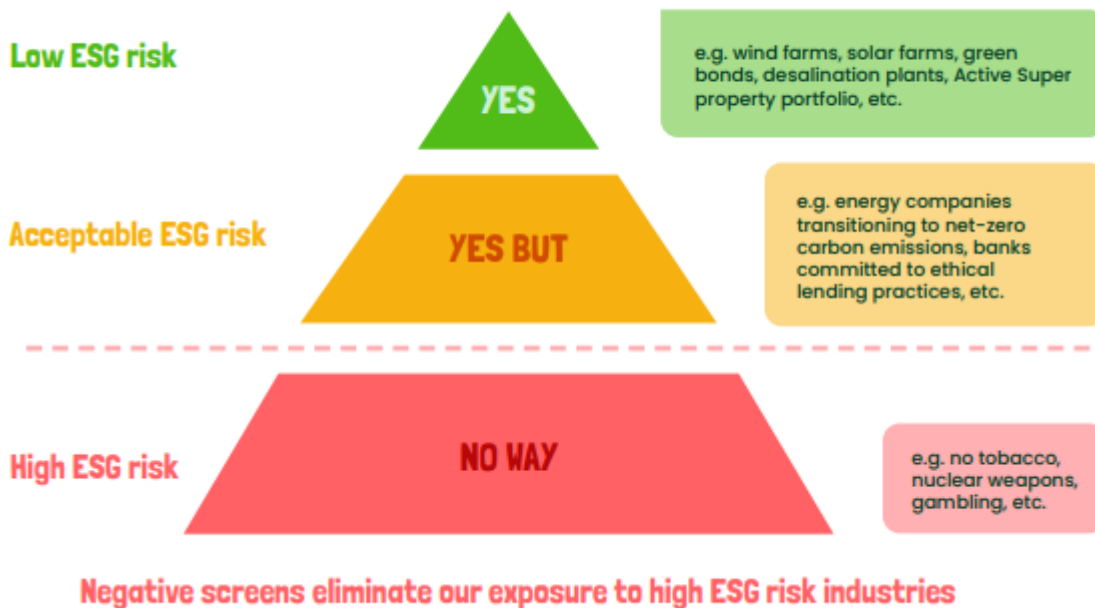 Low ESG risk
YES
e.g. wind farms, solar farms, green
bonds, desalination plants, Active Super
property portfolio, etc.
Acceptable ESG risk
YES BUT
e.g. energy companies
transitioning to net-zero
carbon emissions, banks
committed to ethical
lending practices, etc.
High ESG risk
NO WAY
e.g. no tobacco,
nuclear weapons,
gambling, etc.
Negative screens eliminate our exposure to high ESG risk industries